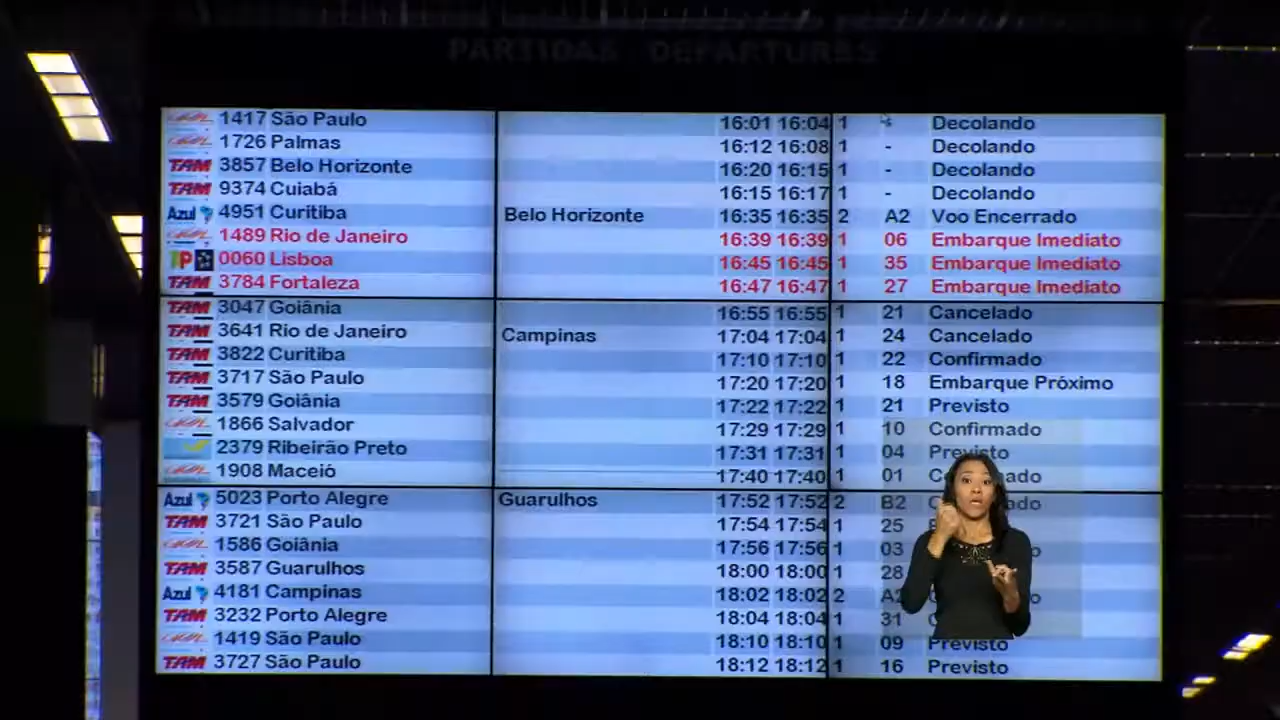 PARTIDAS DEPARTURES
GOL 1417 São Paulo 16:01 16:04 1 Decolando
GOL 1726 Palmas 16:12 16:08 1 - Decolando
TAM 3857 Belo Horizonte 16:20 16:15 1 - Decolando
TAM 9374 Cuiabá 16:15 16:17 1 - Decolando
Azul 4951 Curitiba Belo Horizonte 16:35 16:35 2 A2 Voo Encerrado
GOL 1489 Rio de Janeiro 16:39 16:39 1 06 Embarque Imediato
TP 0060 Lisboa 16:45 16:45 1 35 Embarque Imediato
TAM 3784 Fortaleza 16:47 16:47 1 27 Embarque Imediato
TAM 3047 Goiânia 16:55 16:55 1 21 Cancelado
TAM 3641 Rio de Janeiro Campinas 17:04 17:04 1 24 Cancelado
TAM 3822 Curitiba 17:10 17:10 1 22 Confirmado
TAM 3717 São Paulo 17:20 17:20 1 18 Embarque Próximo
TAM 3579 Goiânia 17:22 17:22 1 21 Previsto
GOL 1866 Salvador 17:29 17:29 1 10 Confirmado
2379 Ribeirão Preto 17:31 17:31 1 04 Previsto
GOL 1908 Maceió 17:40 17:40 1 01
Azul 5023 Porto Alegre Guarulhos 17:52 17:52 2 B2
TAM 3721 São Paulo 17:54 17:54 1 25
GOL 1586 Goiânia 17:56 17:56 1 03
TAM 3587 Guarulhos 18:00 18:00 1 28
Azul 4181 Campinas 18:02 18:02 2
TAM 3232 Porto Alegre 18:04 18:04 1 31
GOL 1419 São Paulo 18:10 18:10 1 09 Previsto
TAM 3727 São Paulo 18:12 18:12 1 16 Previsto